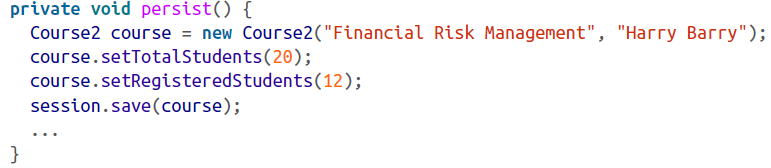 private void persist() {
  Course2 course = new Course2("Financial Risk Management", "Harry Barry");
  course.setTotalStudents(20);
  course.setRegisteredStudents(12);
  session.save(course);
  ...
}